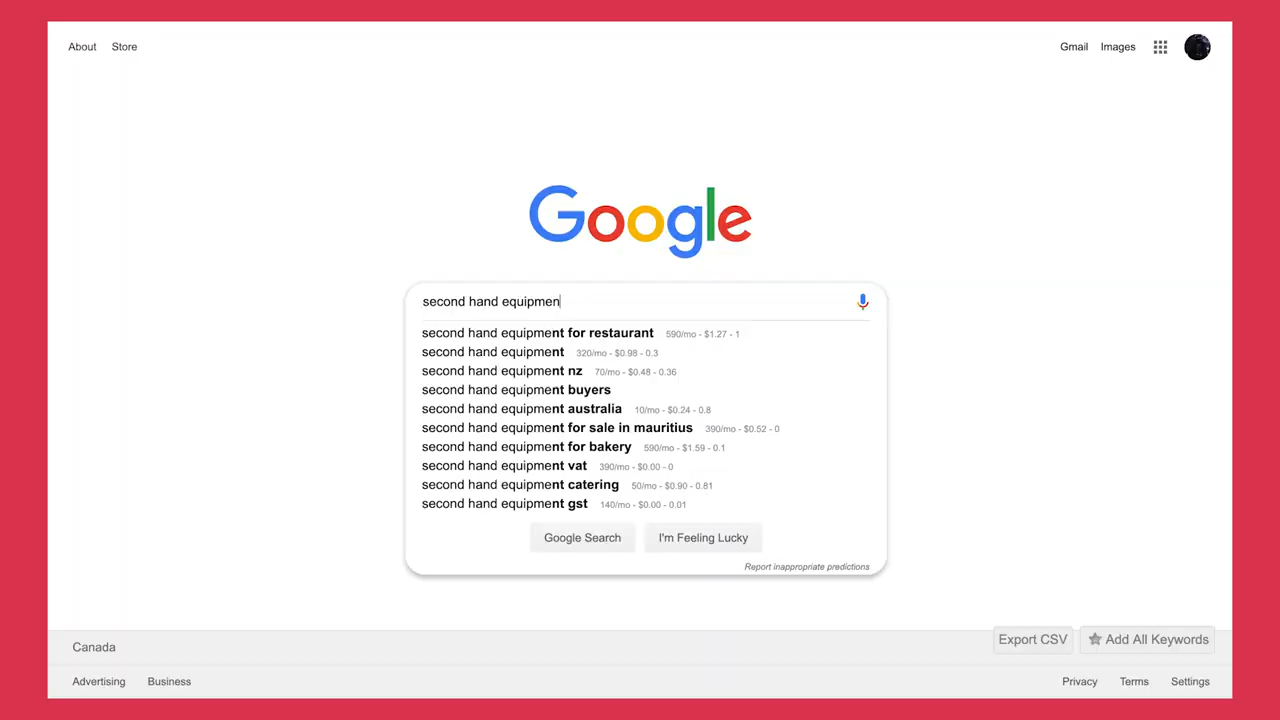 About Store Gmail Images
Google
second hand equipmen
second hand equipment for restaurant 590/mo - $1.27 - 1
second hand equipment 320/mo - $0.98 - 0.3
second hand equipment nz 70/mo - $0.48 - 0.36
second hand equipment buyers
second hand equipment australia 10/mo - $0.24 - 0.8
second hand equipment for sale in mauritius 390/mo - $0.52 - 0
second hand equipment for bakery 590/mo - $1.59 - 0.1
second hand equipment vat 390/mo - $0.00 - 0
second hand equipment catering 50/mo - $0.90 - 0.81
second hand equipment gst 140/mo - $0.00 - 0.01
Google Search I'm Feeling Lucky
Report inappropriate predictions
Export CSV Add All Keywords
Canada
Advertising Business Privacy Terms Settings